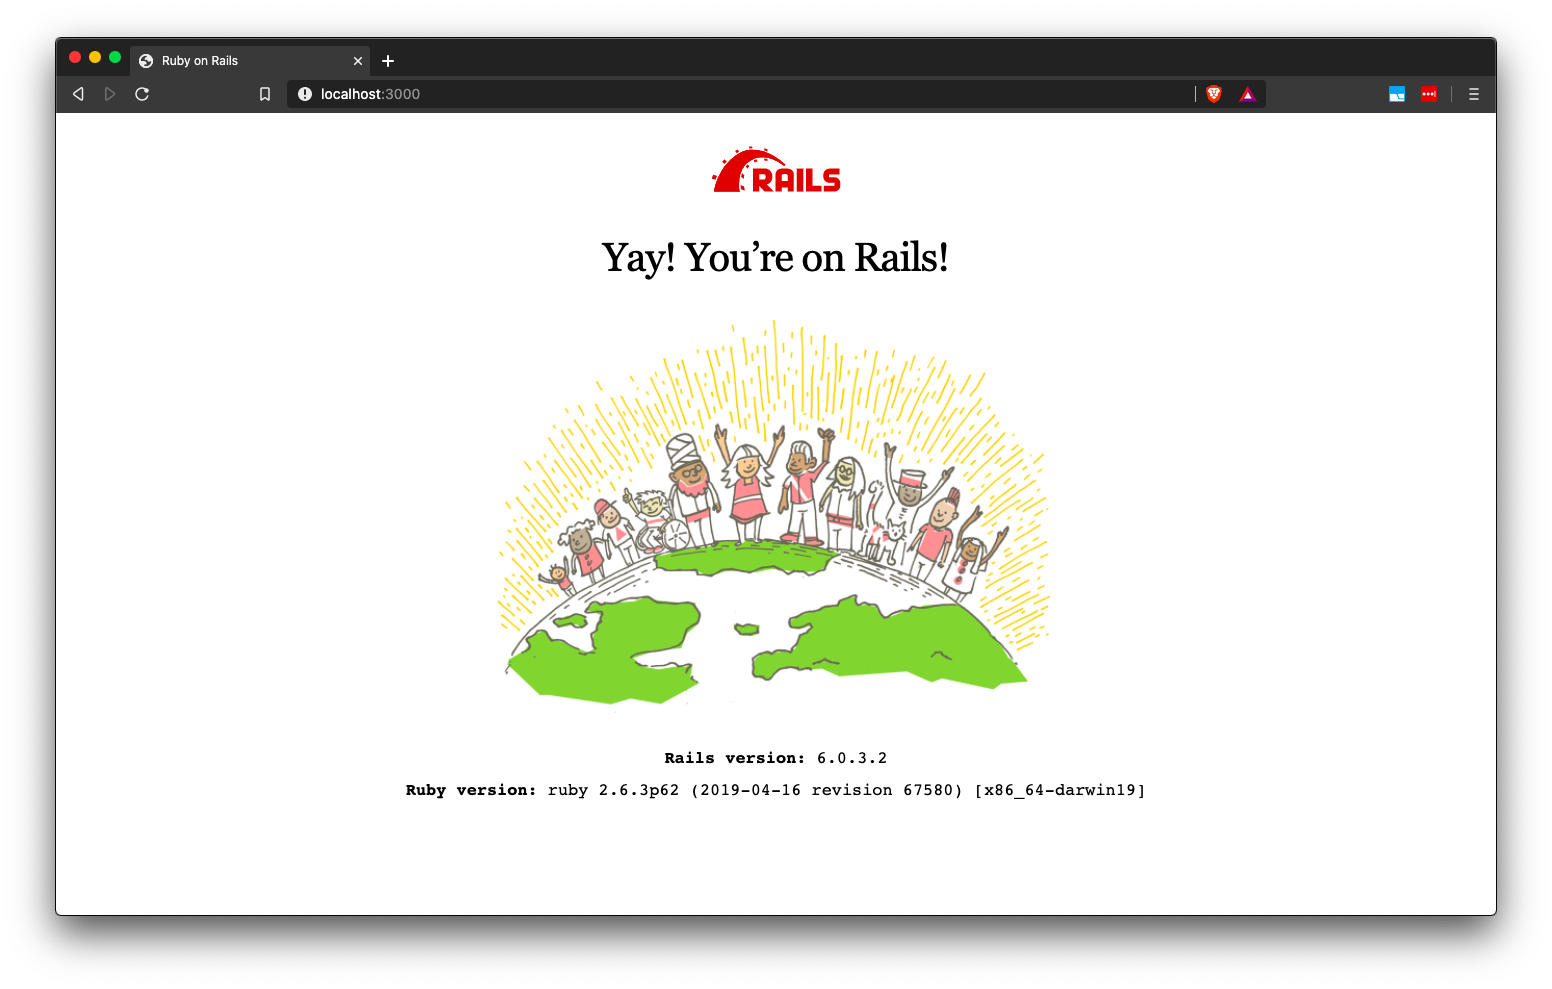 Ruby on Rails
localhost:3000
RAILS
Yay! You’re on Rails!
Rails version: 6.0.3.2
Ruby version: ruby 2.6.3p62 (2019-04-16 revision 67580) [x86_64-darwin19]